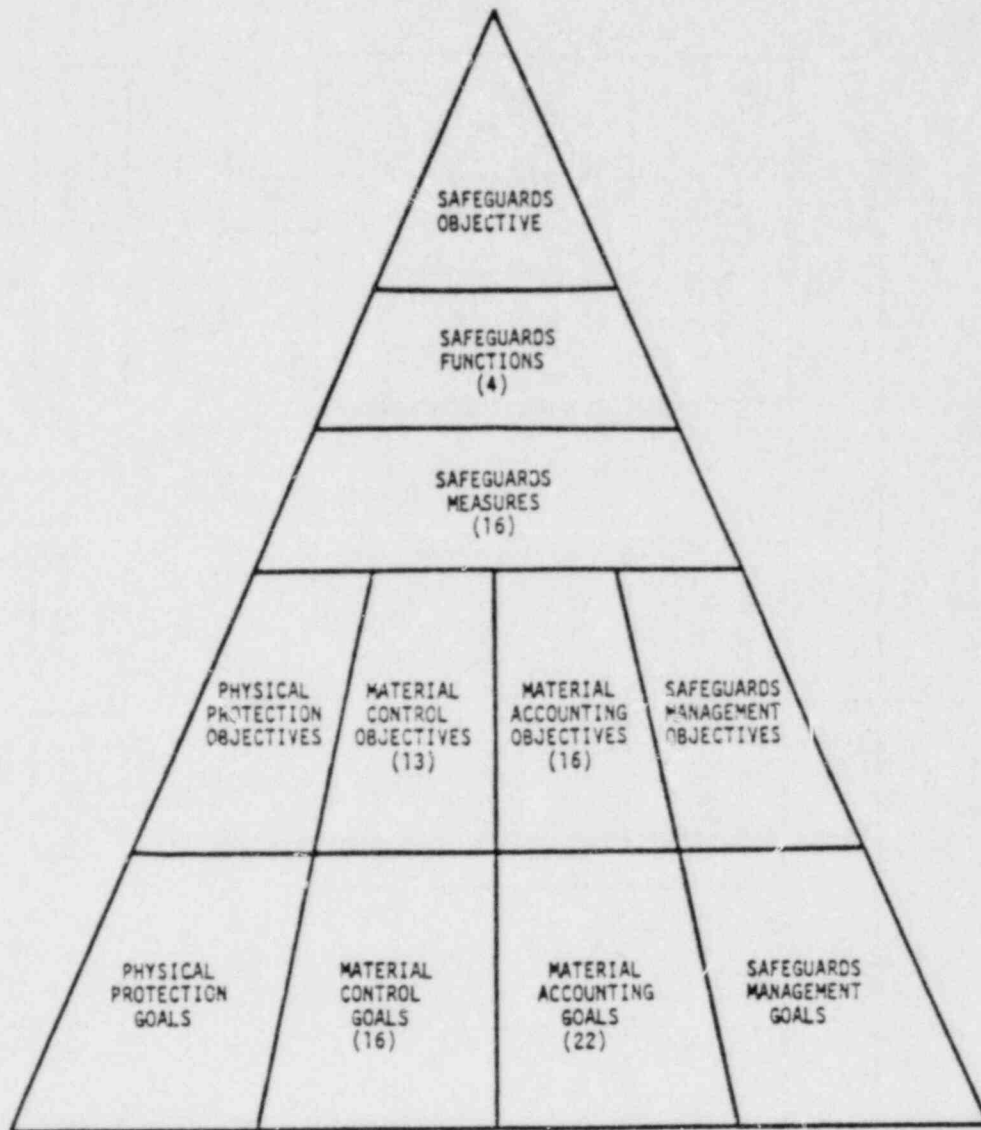 SAFEGUARDS
OBJECTIVE
SAFEGUARDS
FUNCTIONS
(4)
SAFEGUARDS
MEASURES
(16)
PHYSICAL
PROTECTION
OBJECTIVES
MATERIAL
CONTROL
OBJECTIVES
(13)
MATERIAL
ACCOUNTING
OBJECTIVES
(16)
SAFEGUARDS
MANAGEMENT
OBJECTIVES
PHYSICAL
PROTECTION
GOALS
MATERIAL
CONTROL
GOALS
(16)
MATERIAL
ACCOUNTING
GOALS
(22)
SAFEGUARDS
MANAGEMENT
GOALS